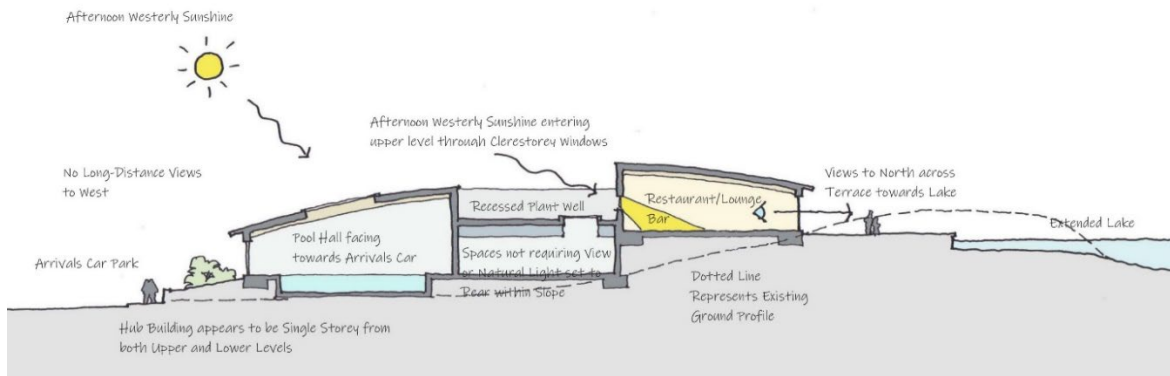 Afternoon Westerly Sunshine
Afternoon Westerly Sunshine entering
upper level through Clerestorey Windows
No Long-Distance Views
to West
Views to North across
Terrace towards Lake
Recessed Plant Well
Restaurant/Lounge
Bar
Extended Lake
Pool Hall facing
towards Arrivals Car
Spaces not requiring View
or Natural Light set to
Rear within Slope
Arrivals Car Park
Dotted Line
Represents Existing
Ground Profile
Hub Building appears to be Single Storey from
both Upper and Lower Levels